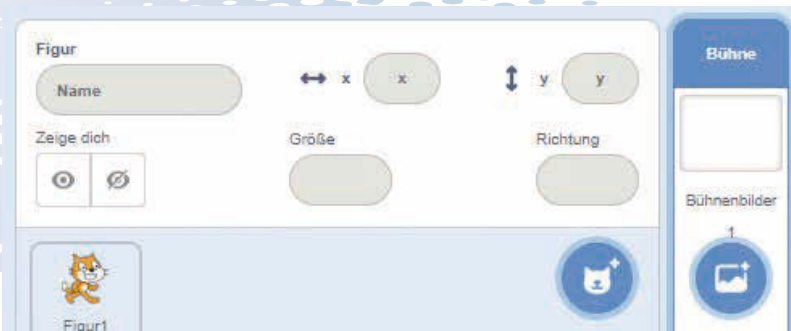 Figur
Name
x
x
y
y
Zeige dich
Größe
Richtung
Figur1
Bühne
Bühnenbilder
1